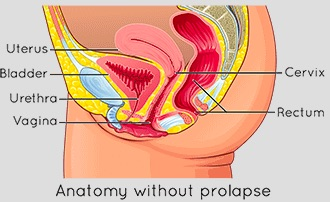 Uterus
Bladder
Urethra
Vagina
Cervix
Rectum
Anatomy without prolapse